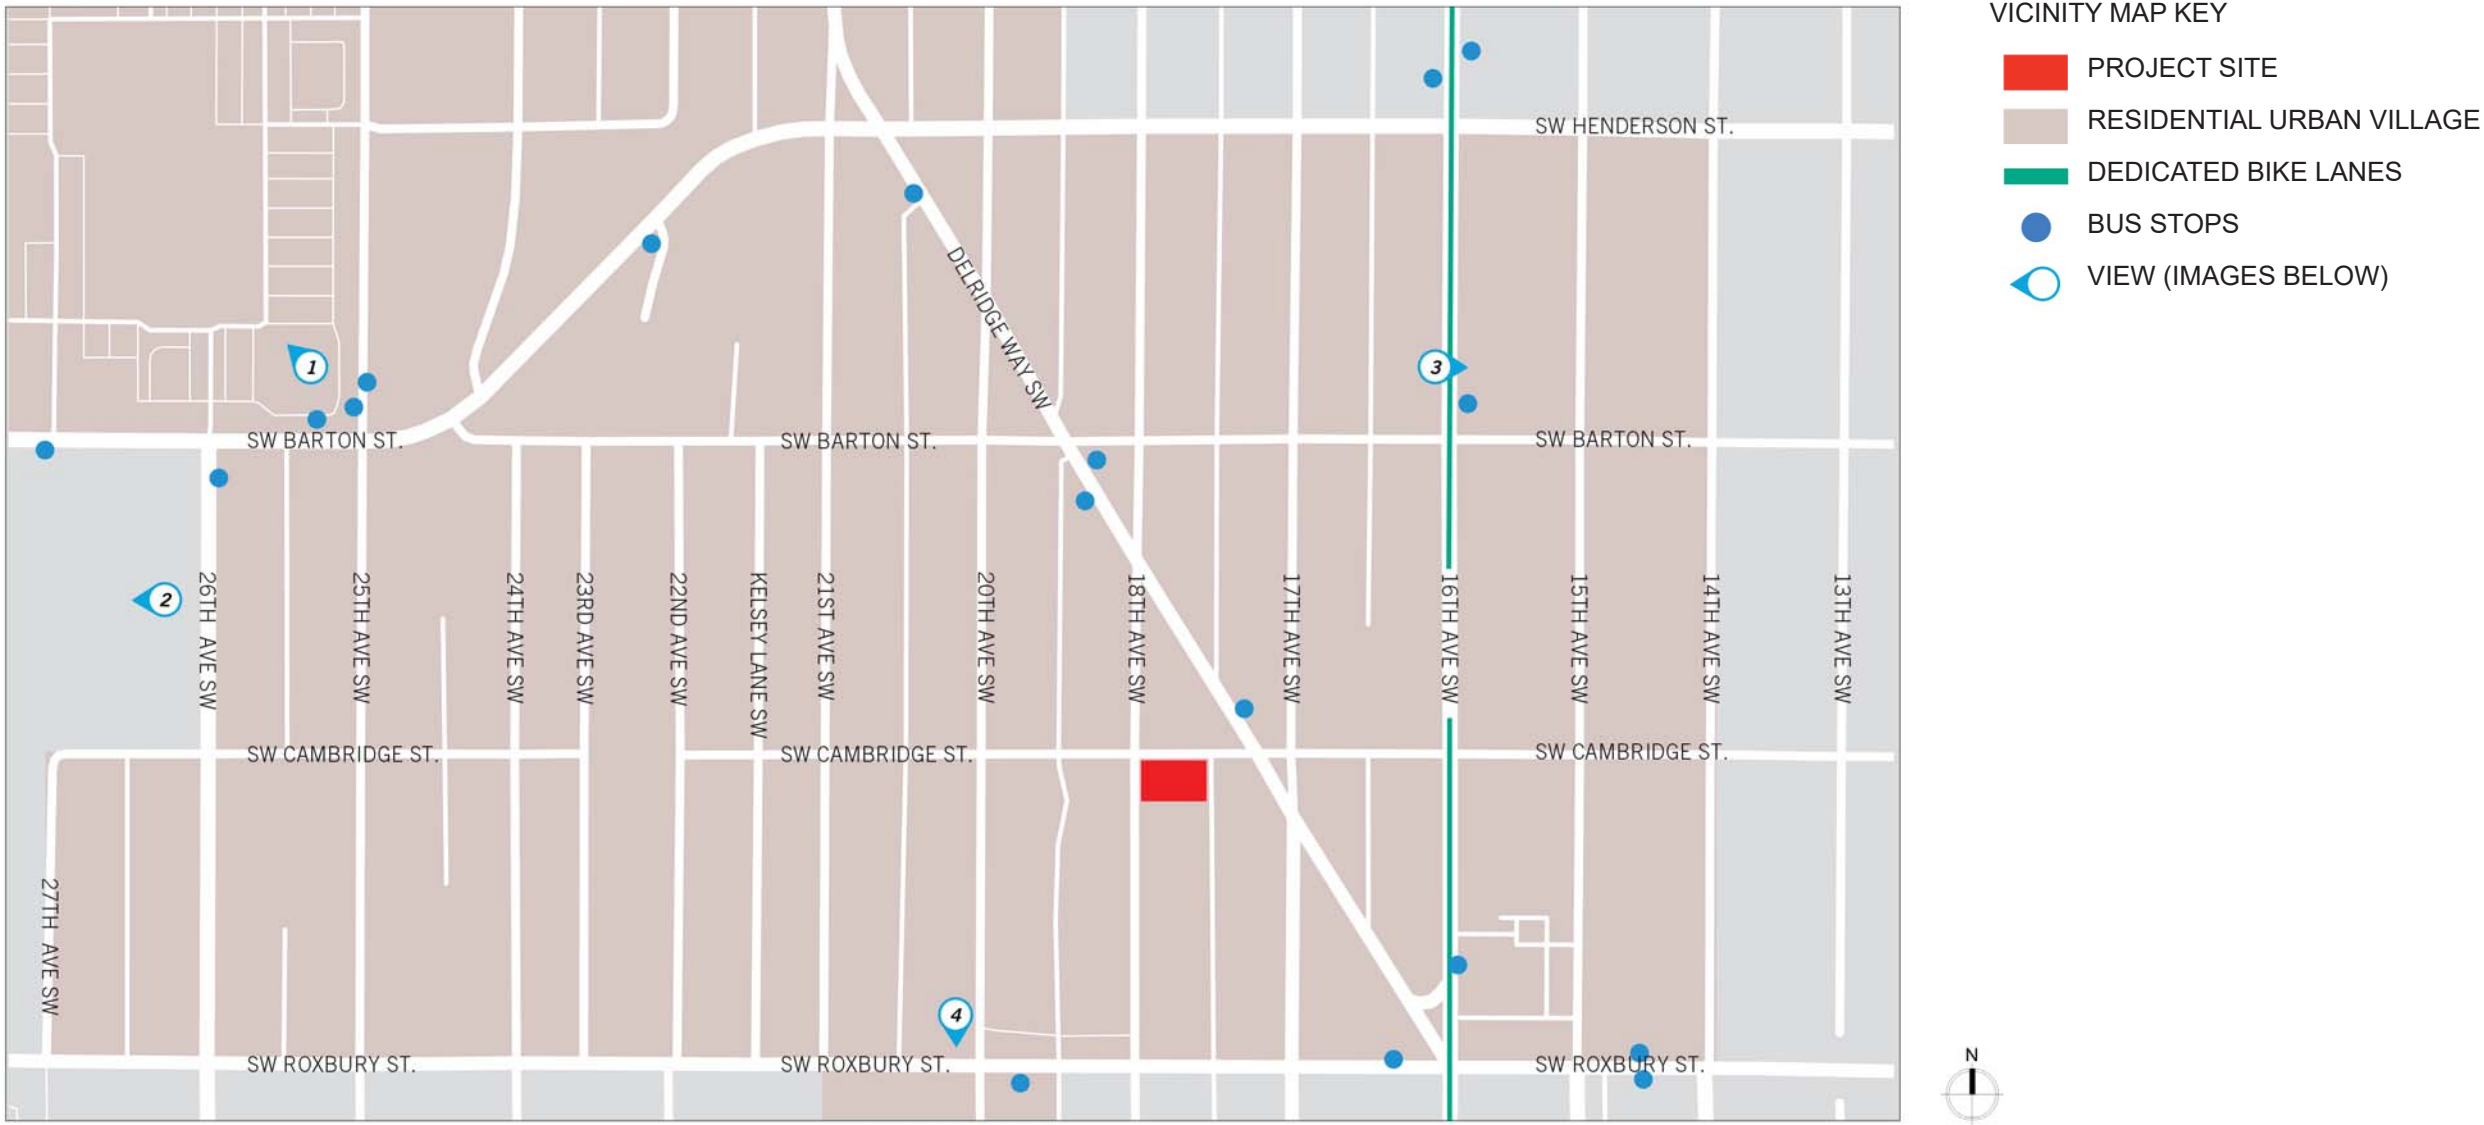 VICINITY MAP KEY
PROJECT SITE
RESIDENTIAL URBAN VILLAGE
DEDICATED BIKE LANES
BUS STOPS
VIEW (IMAGES BELOW)
SW HENDERSON ST.
DELRIDGE WAY SW
1
3
SW BARTON ST.
SW BARTON ST.
SW BARTON ST.
2
26TH AVE SW
25TH AVE SW
24TH AVE SW
23RD AVE SW
22ND AVE SW
KELSEY LANE SW
21ST AVE SW
20TH AVE SW
18TH AVE SW
17TH AVE SW
16TH AVE SW
15TH AVE SW
14TH AVE SW
13TH AVE SW
SW CAMBRIDGE ST.
SW CAMBRIDGE ST.
SW CAMBRIDGE ST.
27TH AVE SW
4
SW ROXBURY ST.
SW ROXBURY ST.
SW ROXBURY ST.
N